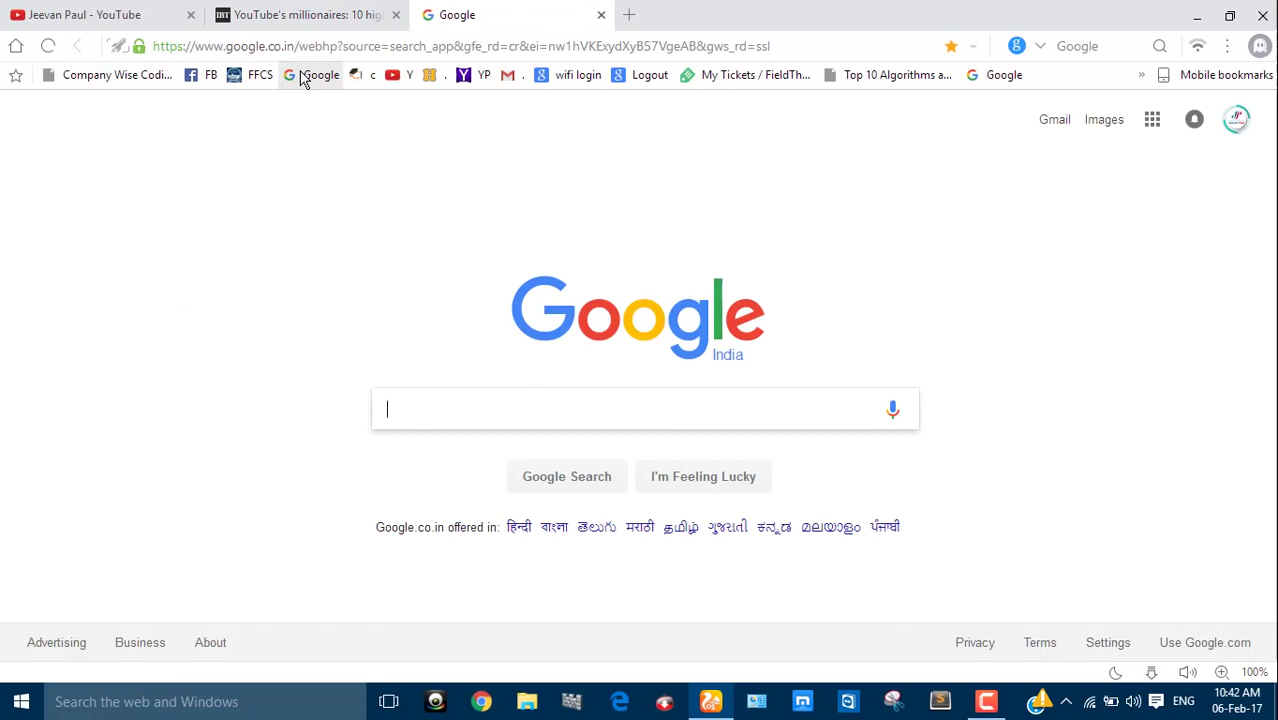 Jeevan Paul - YouTube
IBT YouTube's millionaires: 10 hig
Google
https://www.google.co.in/webhp?source=search_app&gfe_rd=cr&ei=nw1hVKExydXyB57VgeAB&gws_rd=ssl
Google
Company Wise Codi... FB FFCS Google c Y . YP . wifi login Logout My Tickets / FieldTh... Top 10 Algorithms a... Google » Mobile bookmarks
Gmail Images
Google
India
Google Search I'm Feeling Lucky
Google.co.in offered in: हिन्दी বাংলা తెలుగు मराठी தமிழ் ગુજરાતી ಕನ್ನಡ മലയാളം ਪੰਜਾਬੀ
Advertising Business About Privacy Terms Settings Use Google.com
100%
Search the web and Windows
ENG
10:42 AM
06-Feb-17